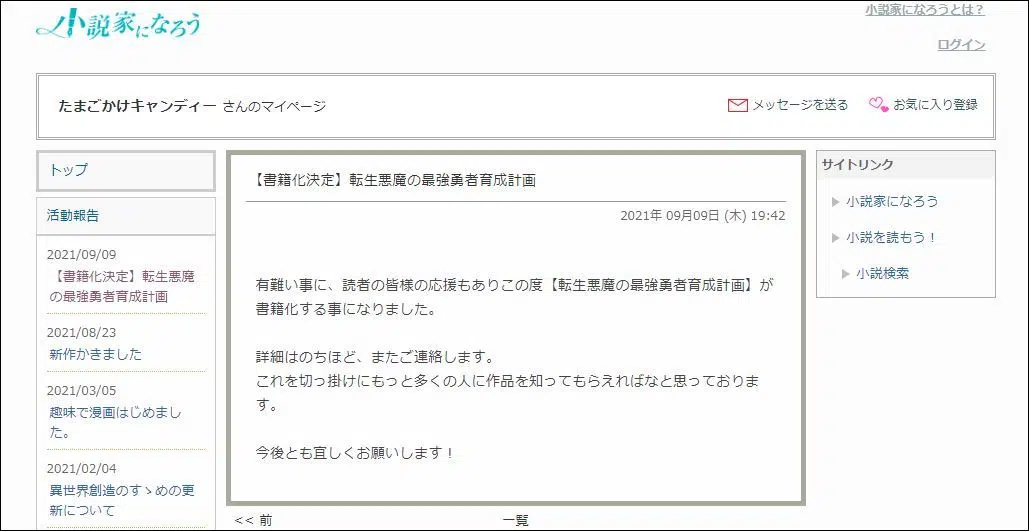 小説家になろう
小説家になろうとは？
ログイン
たまごかけキャンディー さんのマイページ
メッセージを送る
お気に入り登録
トップ
活動報告
2021/09/09
【書籍化決定】転生悪魔
の最強勇者育成計画
2021/08/23
新作かきました
2021/03/05
趣味で漫画はじめまし
た。
2021/02/04
異世界創造のすゝめの更
新について
【書籍化決定】転生悪魔の最強勇者育成計画
2021年 09月09日 (木) 19:42
有難い事に、読者の皆様の応援もありこの度【転生悪魔の最強勇者育成計画】が
書籍化する事になりました。
詳細はのちほど、またご連絡します。
これを切っ掛けにもっと多くの人に作品を知ってもらえればなと思っておりま
す。
今後とも宜しくお願いします！
<< 前
一覧
サイトリンク
小説家になろう
小説を読もう！
小説検索